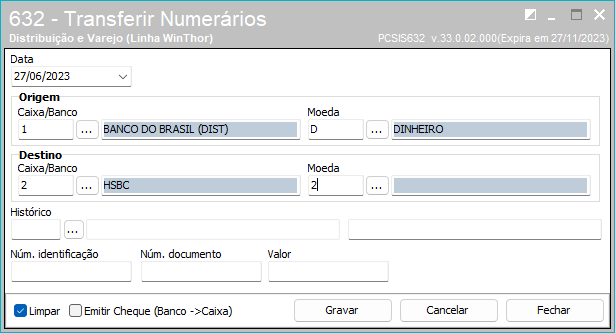 632 - Transferir Numerários
Distribuição e Varejo (Linha WinThor)
PCSIS632 v.33.0.02.000(Expira em 27/11/2023)
Data
27/06/2023
Origem
Caixa/Banco
Moeda
1 ... BANCO DO BRASIL (DIST) D ... DINHEIRO
Destino
Caixa/Banco
Moeda
2 ... HSBC 2 ...
Histórico
...
Núm. identificação
Núm. documento
Valor
Limpar
Emitir Cheque (Banco ->Caixa)
Gravar
Cancelar
Fechar